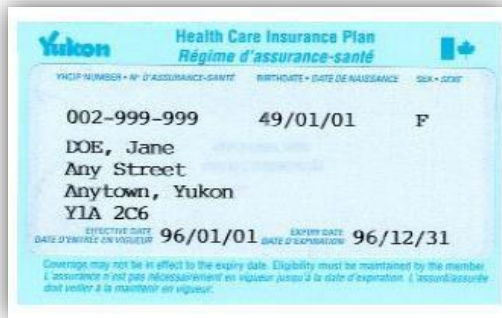 Yukon
Health Care Insurance Plan
Régime d'assurance-santé
YHCIP NUMBER • Nº D'ASSURANCE-SANTÉ BIRTHDATE • DATE DE NAISSANCE SEX • SEXE
002-999-999 49/01/01 F
DOE, Jane
Any Street
Anytown, Yukon
Y1A 2C6
EFFECTIVE DATE
DATE D'ENTRÉE EN VIGUEUR 96/01/01 EXPIRY DATE
DATE D'EXPIRATION 96/12/31
Coverage may not be in effect to the expiry date. Eligibility must be maintained by the member.
L'assurance n'est pas nécessairement en vigueur jusqu'à la date d'expiration. L'assuré/assurée
doit veiller à la maintenir en vigueur.